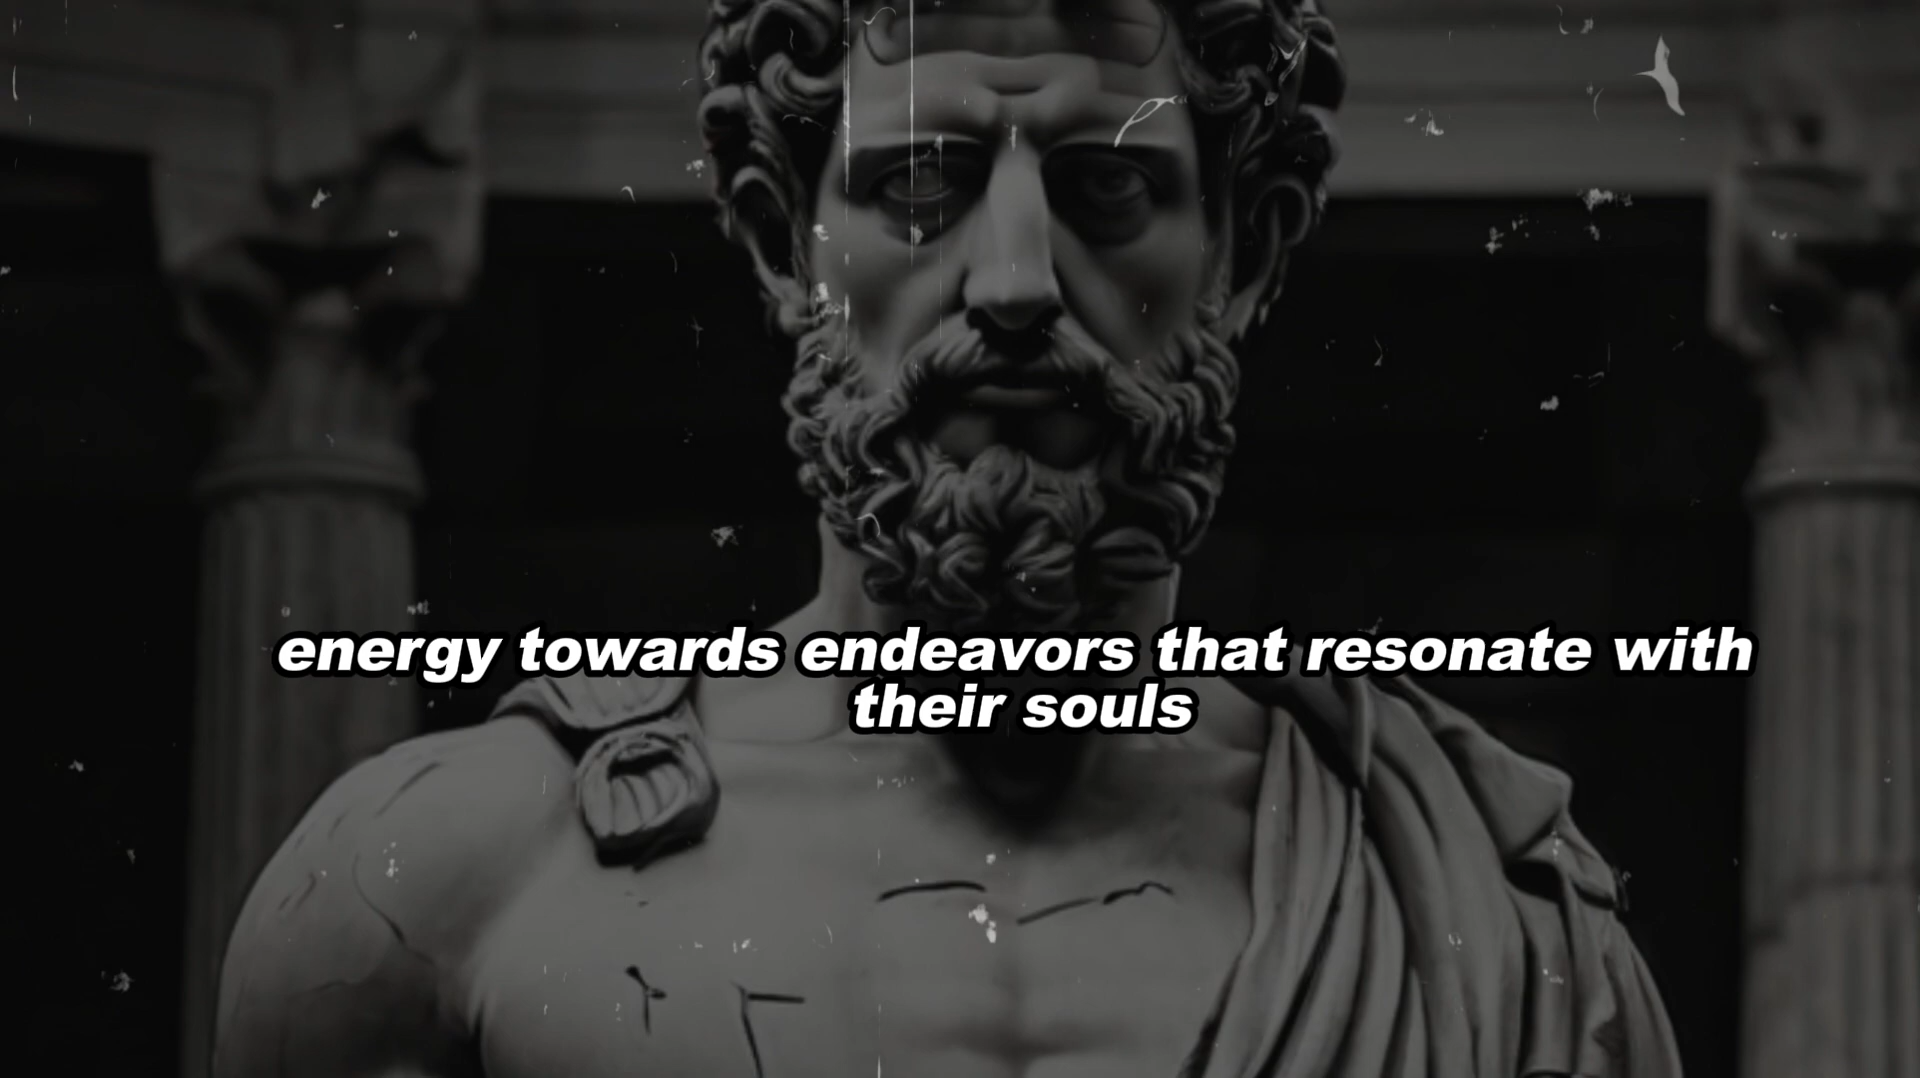 energy towards endeavors that resonate with
their souls